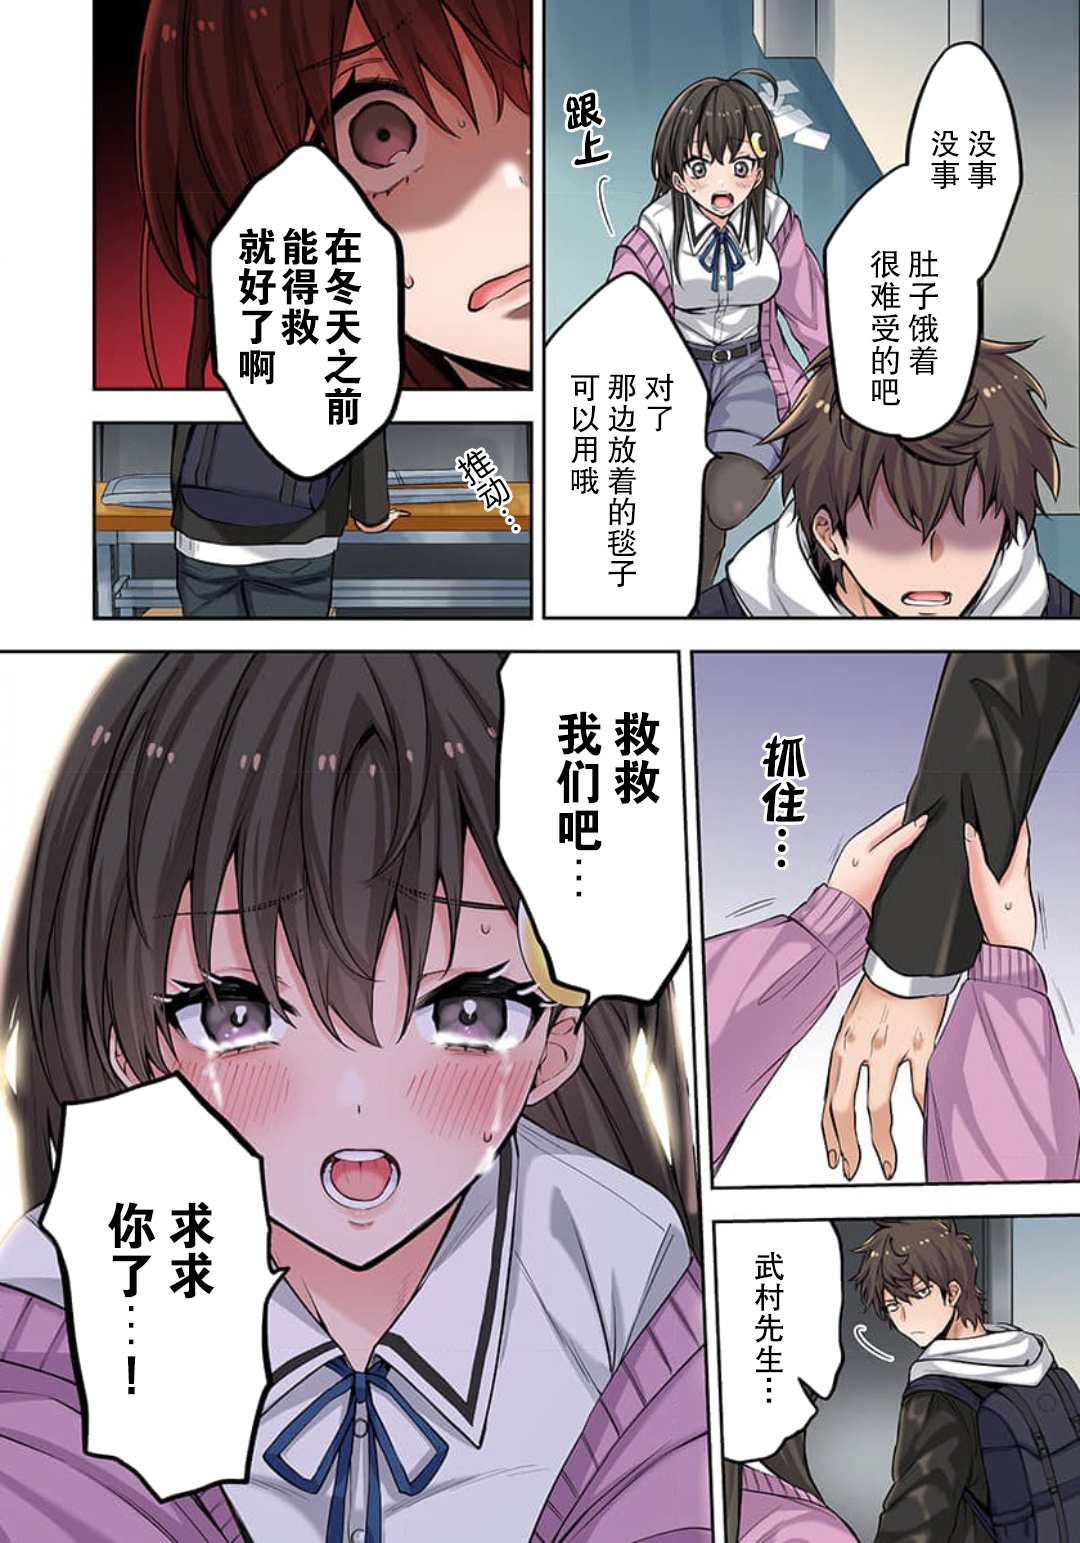 没事
没事
肚子饿着
很难受的吧
跟上
对了
那边放着的毯子
可以用哦
在冬天之前
能得救
就好了啊
推动…
抓住…
救救
我们吧…
武村先生…
求求
你了…！